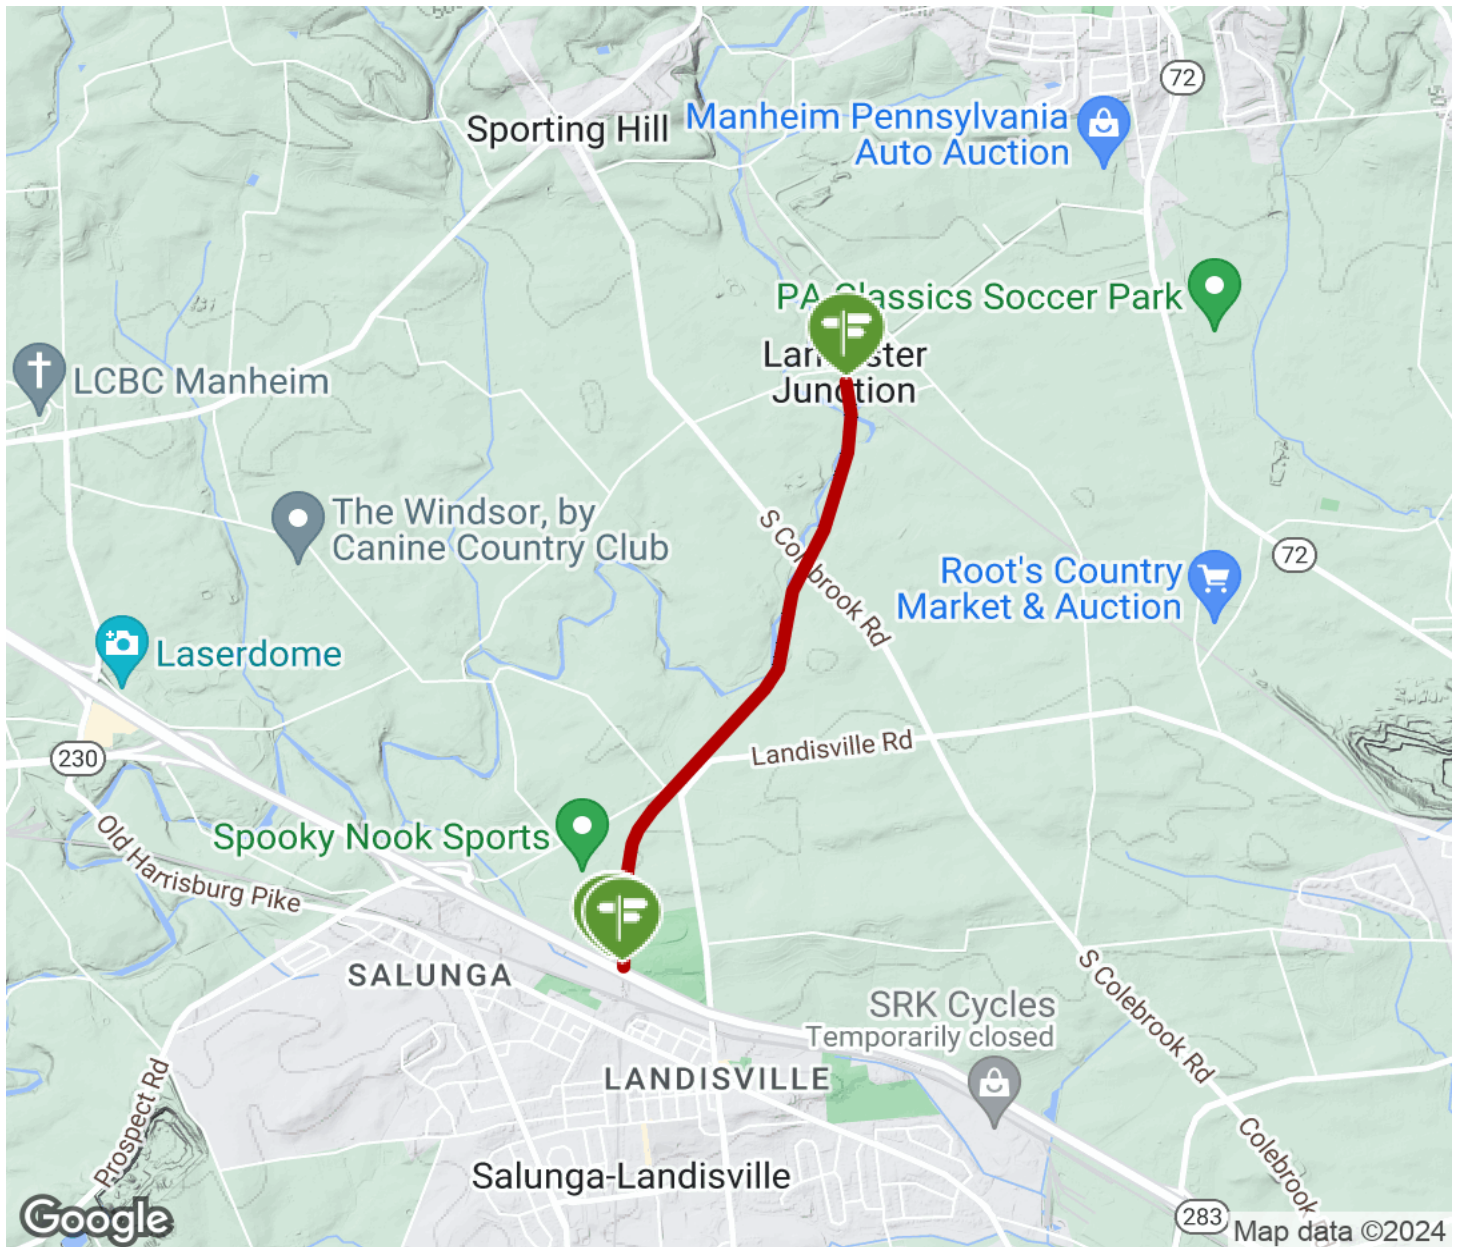 72
Manheim Pennsylvania
Auto Auction
Sporting Hill
PA Classics Soccer Park
Lancaster
Junction
LCBC Manheim
The Windsor, by
Canine Country Club
S Colebrook Rd
72
Root's Country
Market & Auction
Laserdome
Landisville Rd
230
Spooky Nook Sports
Old Harrisburg Pike
SALUNGA
S Colebrook Rd
SRK Cycles
Temporarily closed
LANDISVILLE
Prospect Rd
Salunga-Landisville
Colebrook
283
Google
Map data ©2024